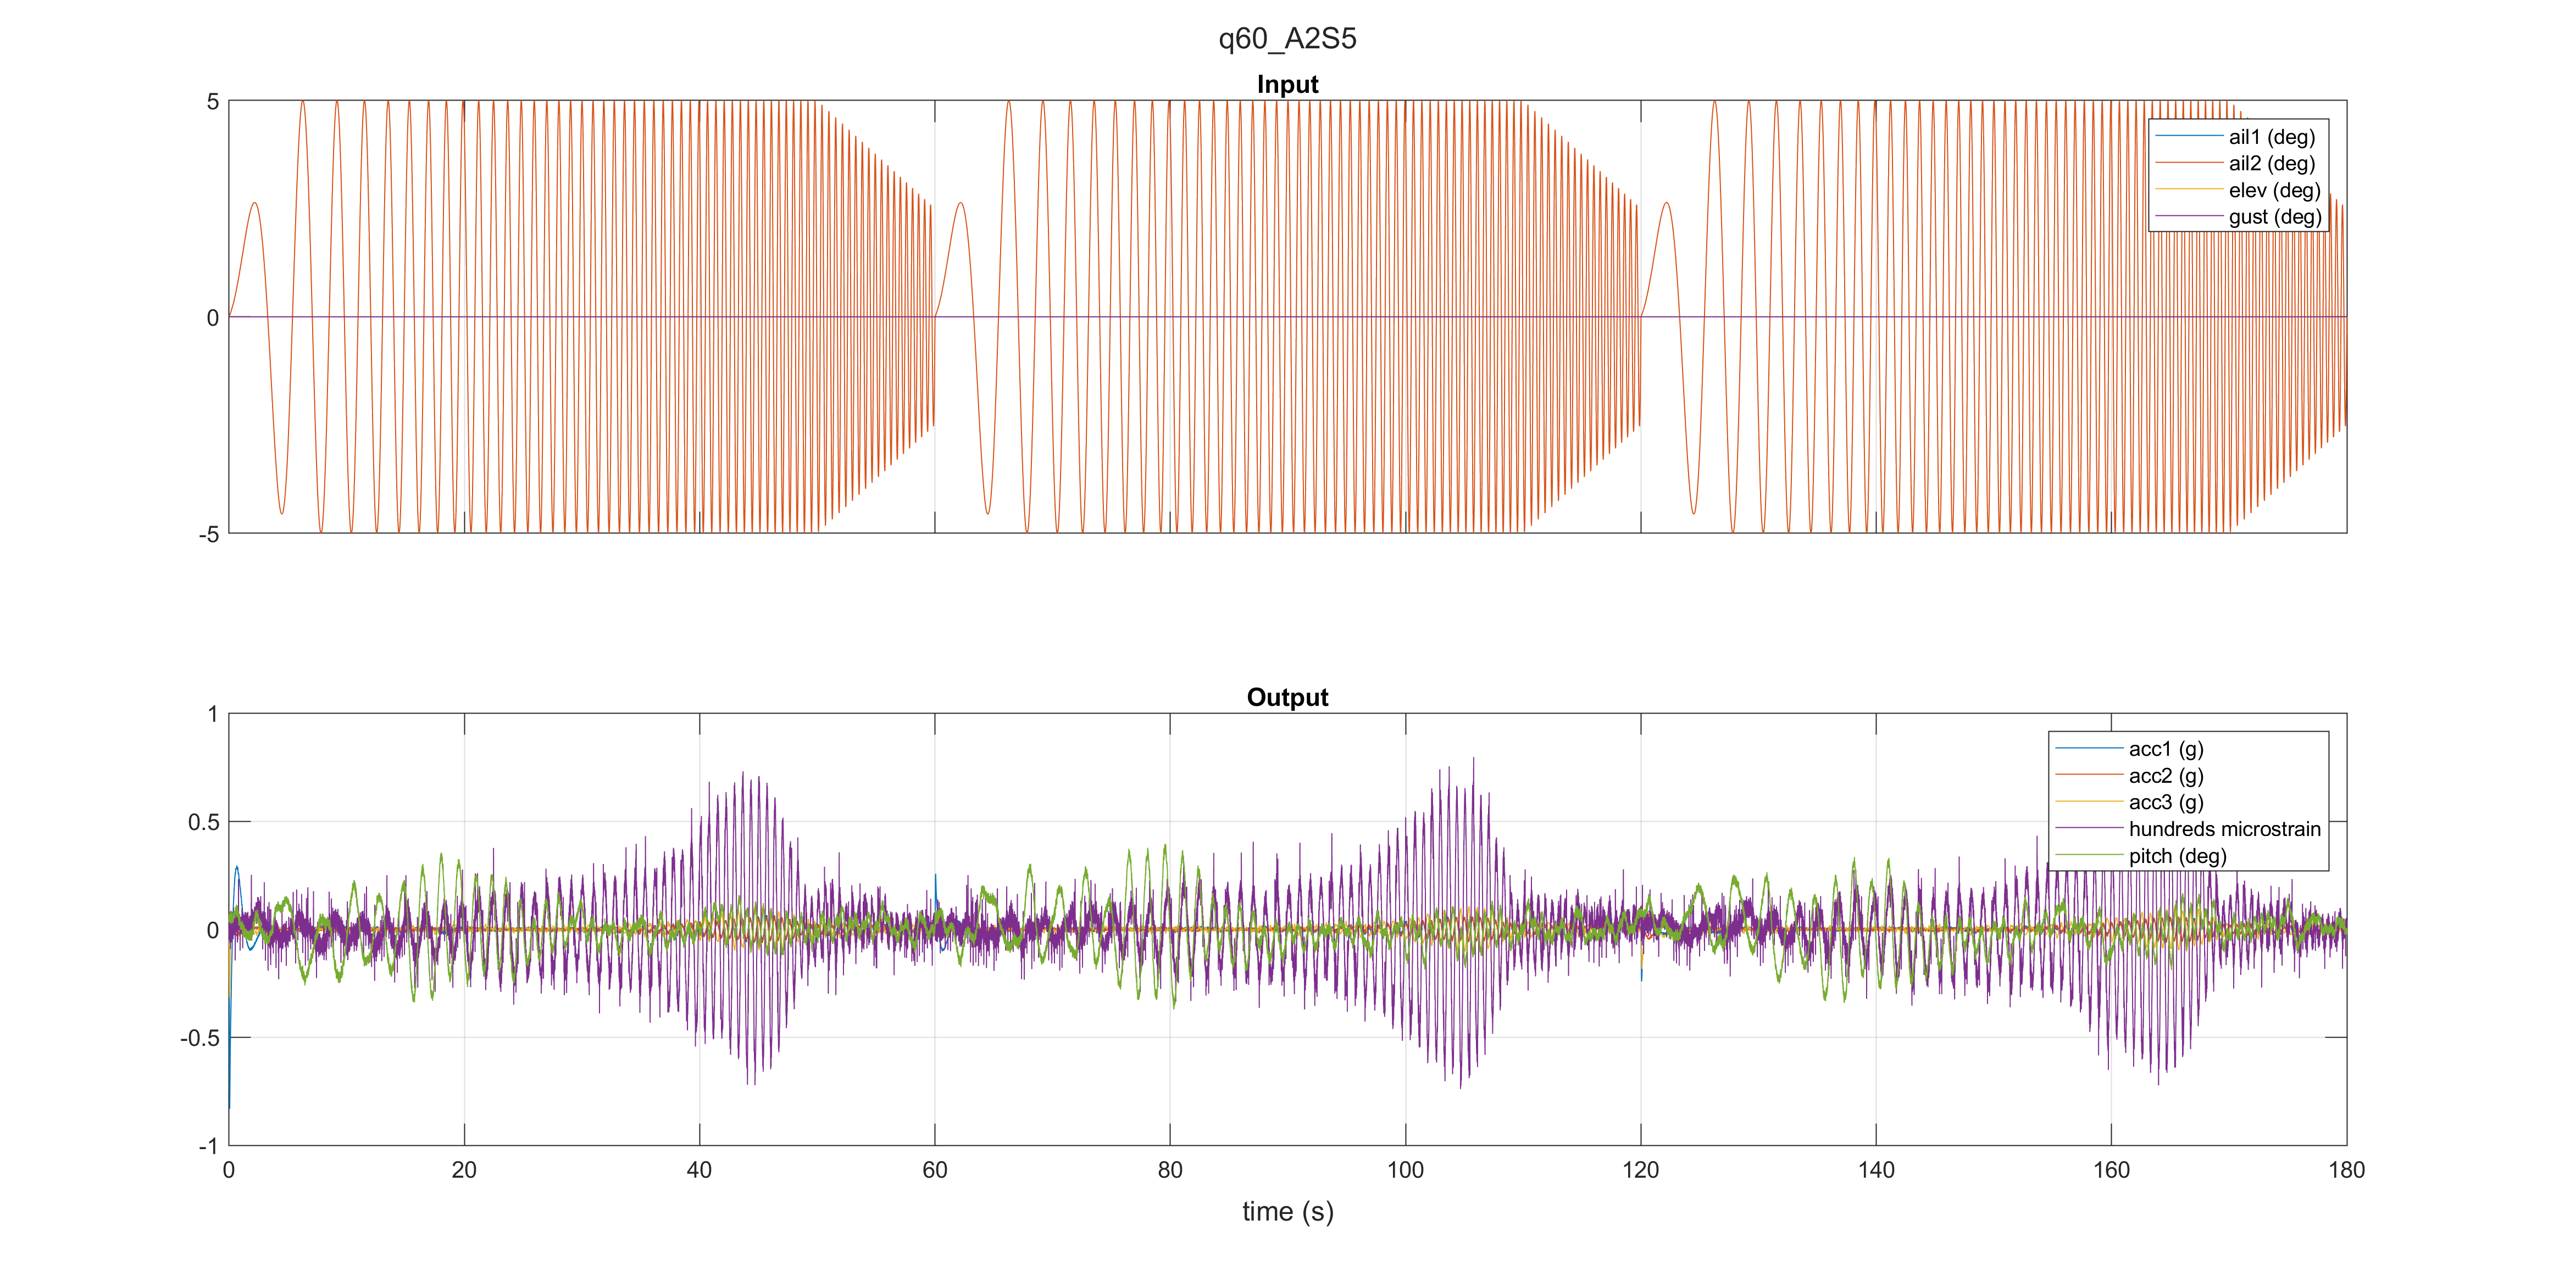 q60_A2S5
Input
5
0
-5
ail1 (deg)
ail2 (deg)
elev (deg)
gust (deg)
Output
1
0.5
0
-0.5
-1
acc1 (g)
acc2 (g)
acc3 (g)
hundreds microstrain
pitch (deg)
0 20 40 60 80 100 120 140 160 180
time (s)